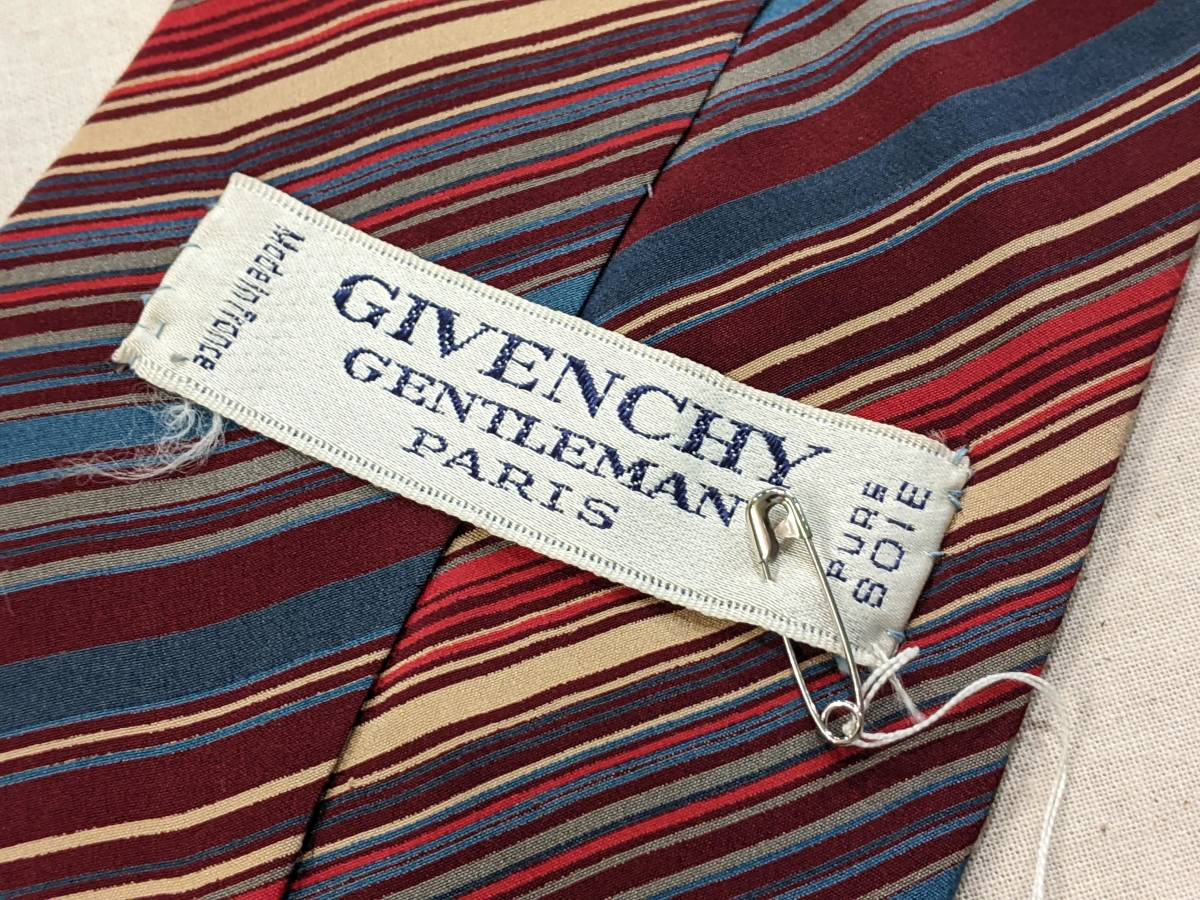 Made in France
GIVENCHY
GENTLEMAN
PARIS
PURE
SOIE